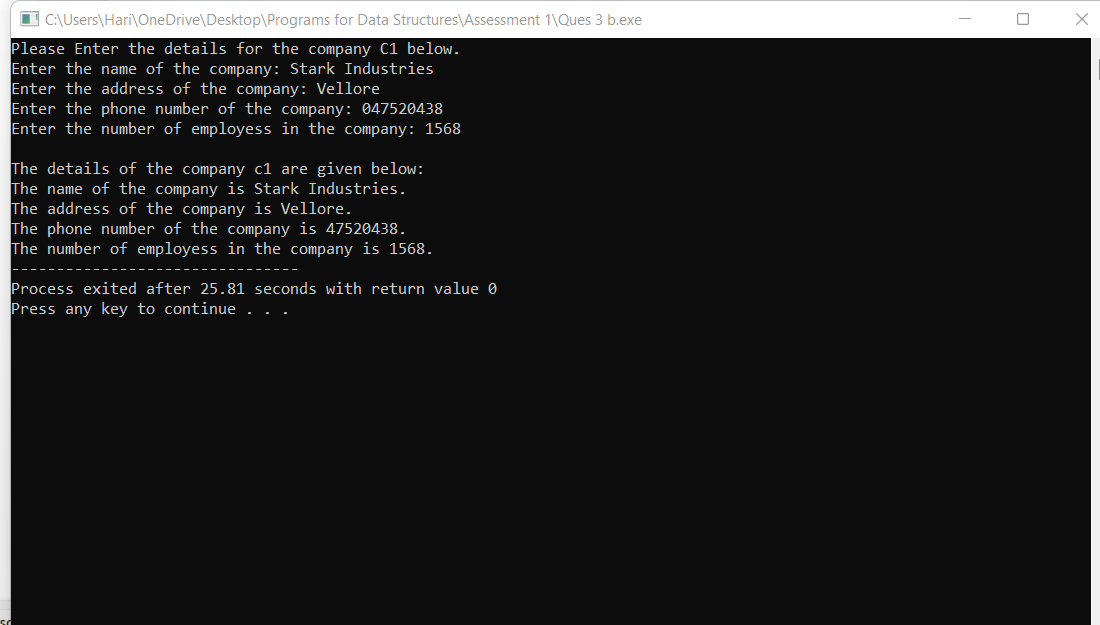 C:\Users\Hari\OneDrive\Desktop\Programs for Data Structures\Assessment 1\Ques 3 b.exe
Please Enter the details for the company C1 below.
Enter the name of the company: Stark Industries
Enter the address of the company: Vellore
Enter the phone number of the company: 047520438
Enter the number of employess in the company: 1568

The details of the company c1 are given below:
The name of the company is Stark Industries.
The address of the company is Vellore.
The phone number of the company is 47520438.
The number of employess in the company is 1568.
--------------------------------
Process exited after 25.81 seconds with return value 0
Press any key to continue . . .